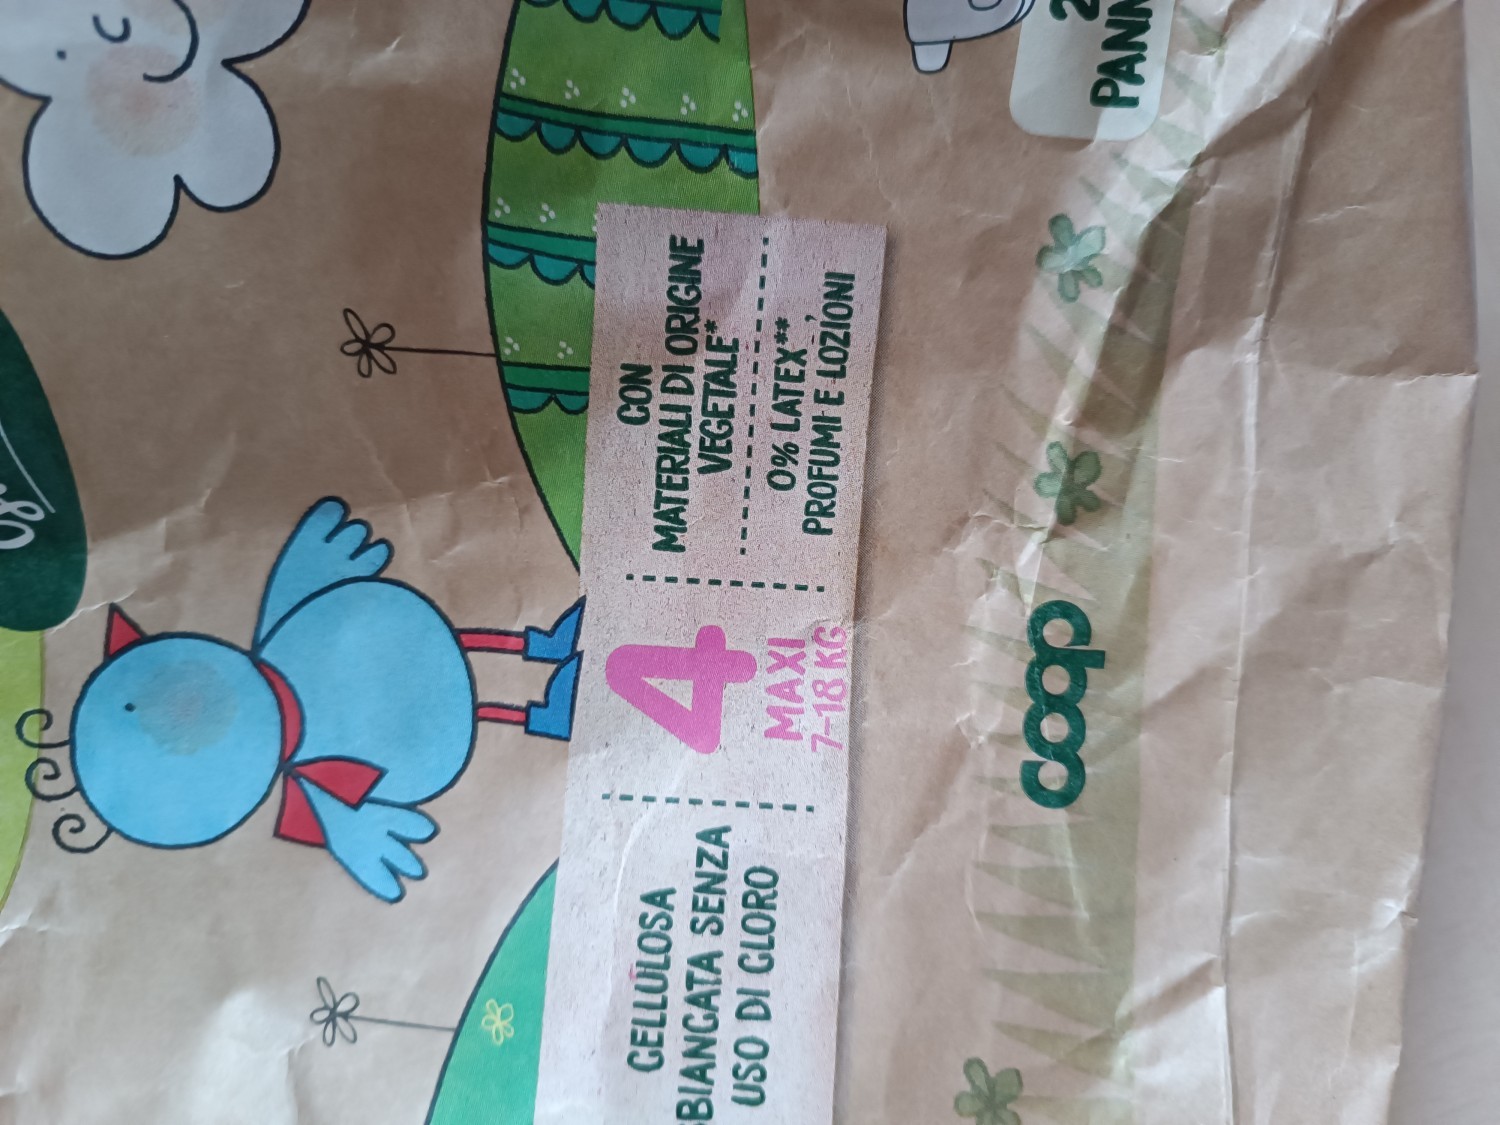 CELLULOSA
SBIANCATA SENZA
USO DI CLORO
4
MAXI
7-18 KG
CON
MATERIALI DI ORIGINE
VEGETALE*
0% LATEX**,
PROFUMI E LOZIONI
coop